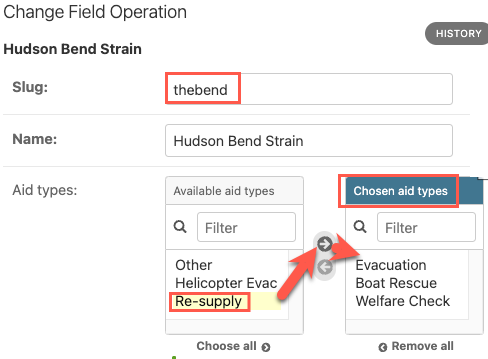 Change Field Operation
HISTORY
Hudson Bend Strain
Slug:
thebend
Name:
Hudson Bend Strain
Aid types:
Available aid types
Filter
Other
Helicopter Evac
Re-supply
Choose all
Chosen aid types
Filter
Evacuation
Boat Rescue
Welfare Check
Remove all